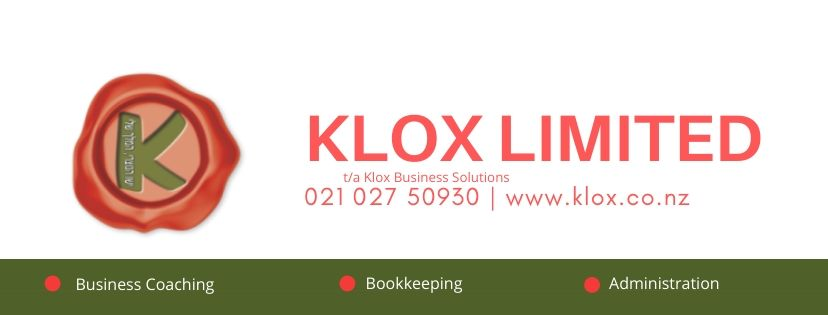 K
KLOX LIMITED
t/a Klox Business Solutions
021 027 50930 | www.klox.co.nz
Business Coaching
Bookkeeping
Administration